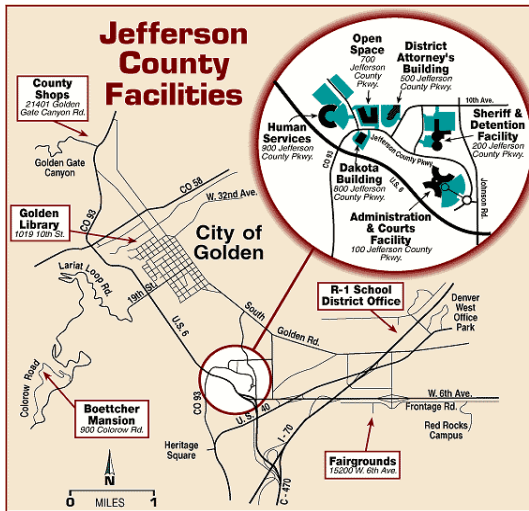 Jefferson
County
Facilities
County
Shops
21401 Golden
Gate Canyon Rd.
Golden Gate
Canyon
CO 93
CO 58
W. 32nd Ave.
Golden
Library
1019 10th St.
City of
Golden
Lariat Loop Rd.
19th St.
U.S. 6
South
Golden Rd.
Colorow Road
Boettcher
Mansion
900 Colorow Rd.
CO 93
U.S. 40
Heritage
Square
I - 70
C - 470
R-1 School
District Office
Denver
West
Office
Park
W. 6th Ave.
Frontage Rd.
Red Rocks
Campus
Fairgrounds
15200 W. 6th Ave.
N
0 MILES 1
Open
Space
700
Jefferson
County
Pkwy.
District
Attorney's
Building
500 Jefferson
County Pkwy.
10th Ave.
Sheriff &
Detention
Facility
200 Jefferson
County Pkwy.
Human
Services
900 Jefferson
County Pkwy.
Jefferson County Pkwy.
CO 93
Dakota
Building
800 Jefferson
County Pkwy.
U.S. 6
Johnson Rd.
Administration
& Courts
Facility
100 Jefferson County
Pkwy.